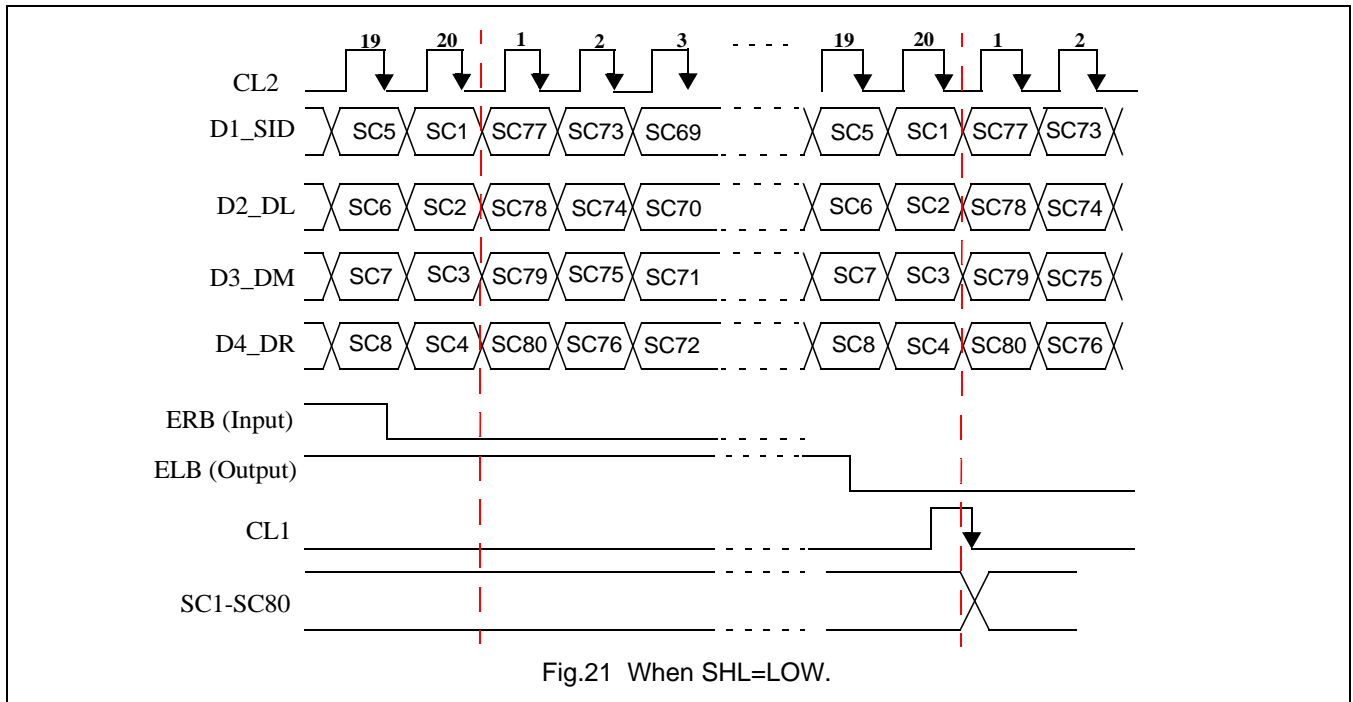 19 20 1 2 3 19 20 1 2
CL2
D1_SID SC5 SC1 SC77 SC73 SC69 SC5 SC1 SC77 SC73
D2_DL SC6 SC2 SC78 SC74 SC70 SC6 SC2 SC78 SC74
D3_DM SC7 SC3 SC79 SC75 SC71 SC7 SC3 SC79 SC75
D4_DR SC8 SC4 SC80 SC76 SC72 SC8 SC4 SC80 SC76
ERB (Input)
ELB (Output)
CL1
SC1-SC80
Fig.21 When SHL=LOW.